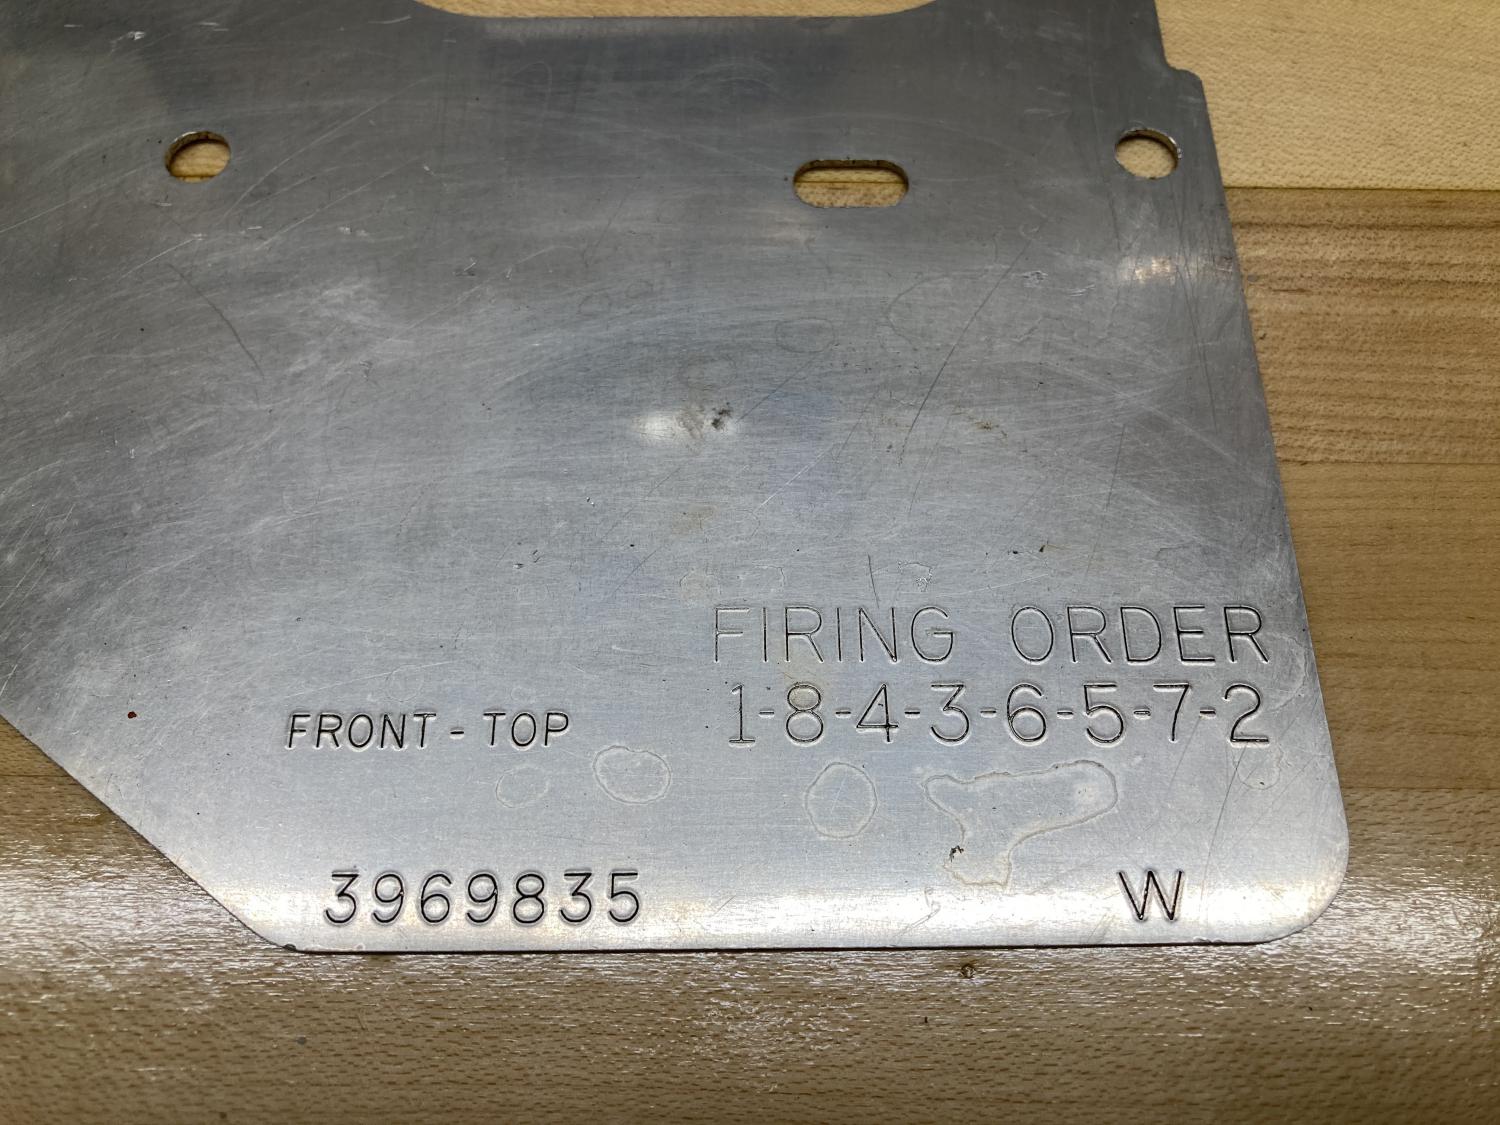 FIRING ORDER
1-8-4-3-6-5-7-2
FRONT-TOP
3969835
W